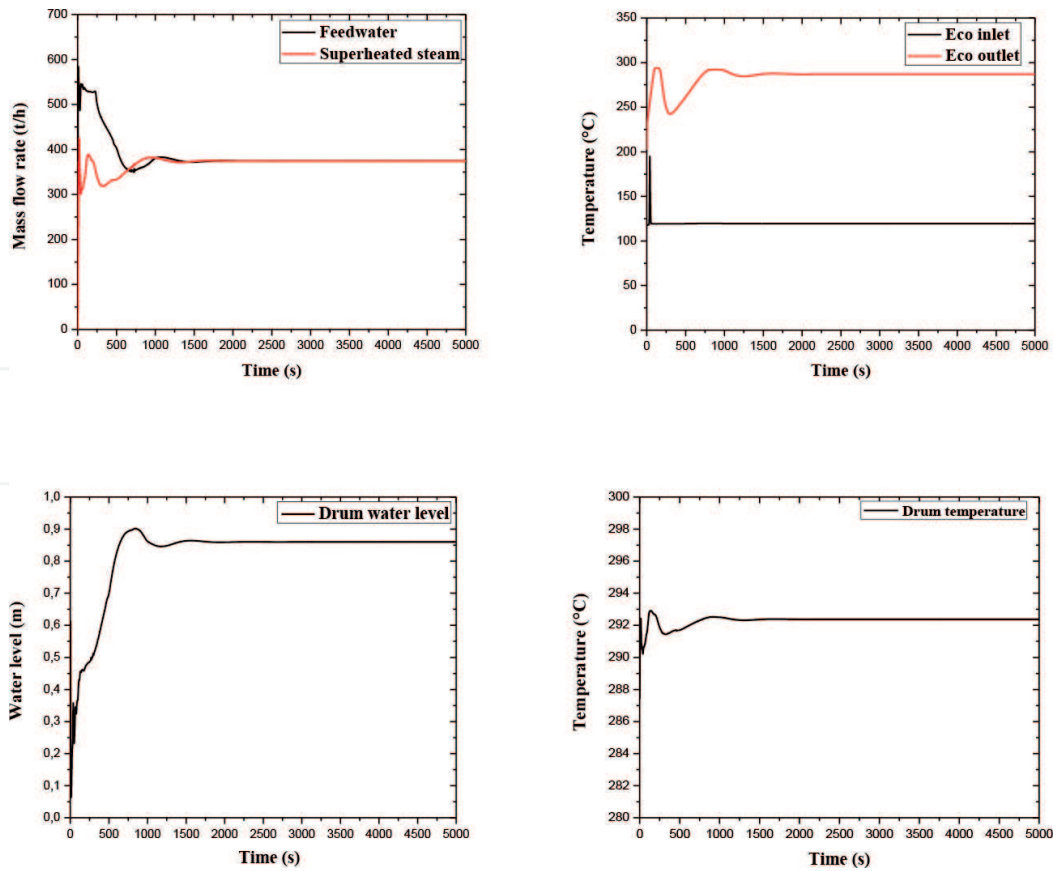 Feedwater
Superheated steam
700
600
500
400
300
200
100
0
Mass flow rate (t/h)
0 500 1000 1500 2000 2500 3000 3500 4000 4500 5000
Time (s)
Eco inlet
Eco outlet
350
300
250
200
150
100
50
0
Temperature (°C)
0 500 1000 1500 2000 2500 3000 3500 4000 4500 5000
Time (s)
Drum water level
1,0
0,9
0,8
0,7
0,6
0,5
0,4
0,3
0,2
0,1
0,0
Water level (m)
0 500 1000 1500 2000 2500 3000 3500 4000 4500 5000
Time (s)
Drum temperature
300
298
296
294
292
290
288
286
284
282
280
Temperature (°C)
0 500 1000 1500 2000 2500 3000 3500 4000 4500 5000
Time (s)